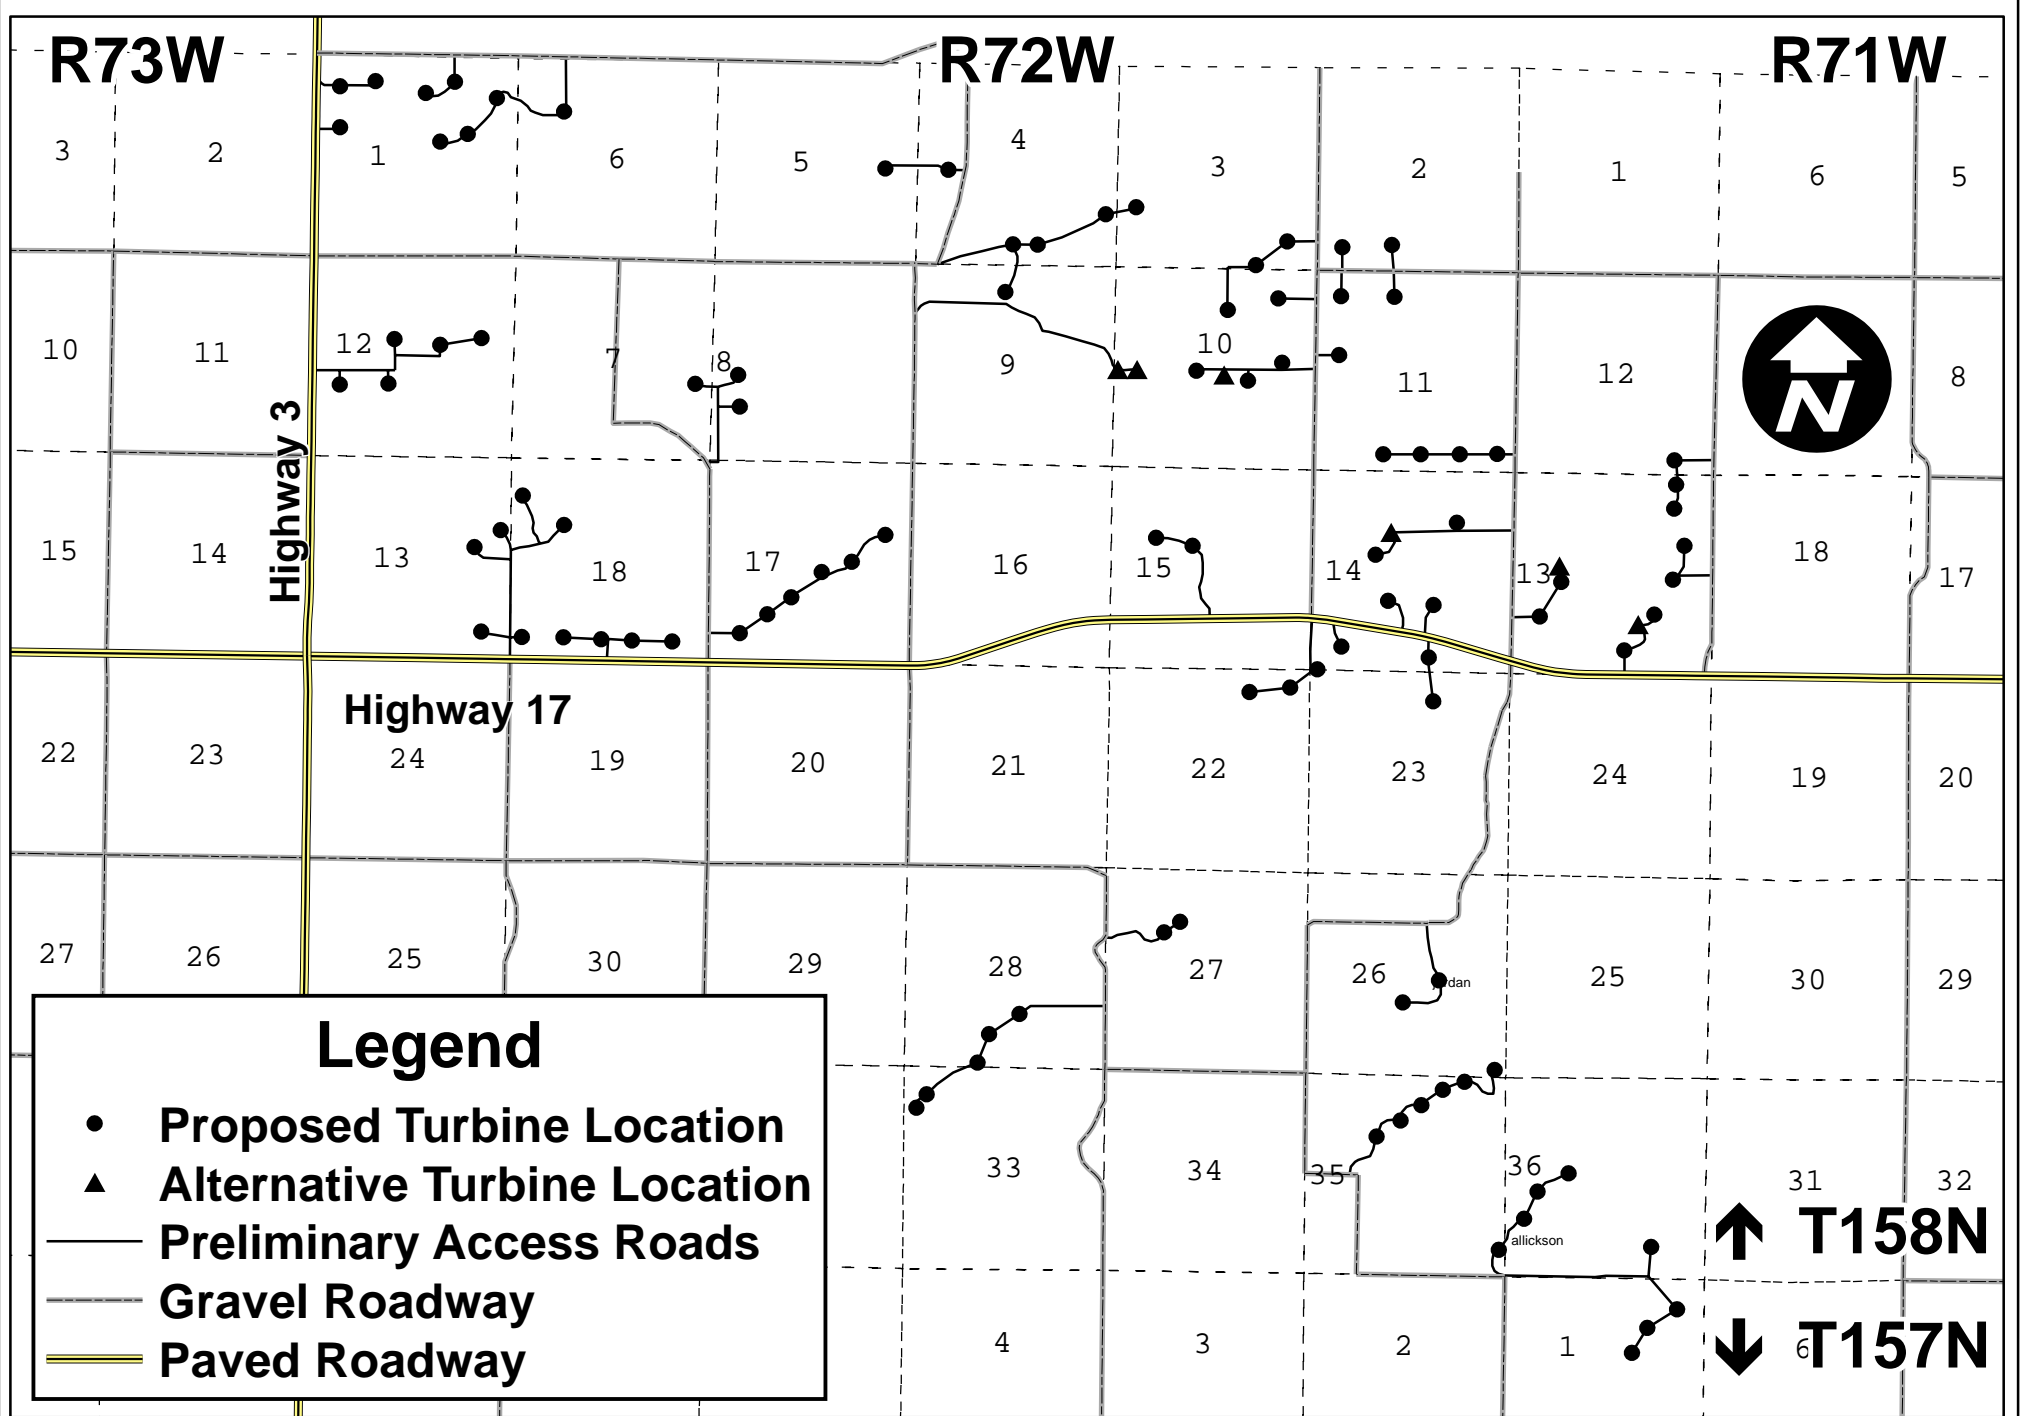 R73W R72W R71W
3 2 1 6 5 4 3 2 1 6 5
10 11 12 7 8 9 10 11 12 8
N
Highway 3
15 14 13 18 17 16 15 14 13 18 17
Highway 17
22 23 24 19 20 21 22 23 24 19 20
27 26 25 30 29 28 27 26 25 30 29
33 34 35 36 31 32
allickson
T158N
4 3 2 1 6
T157N
Legend
Proposed Turbine Location
Alternative Turbine Location
Preliminary Access Roads
Gravel Roadway
Paved Roadway